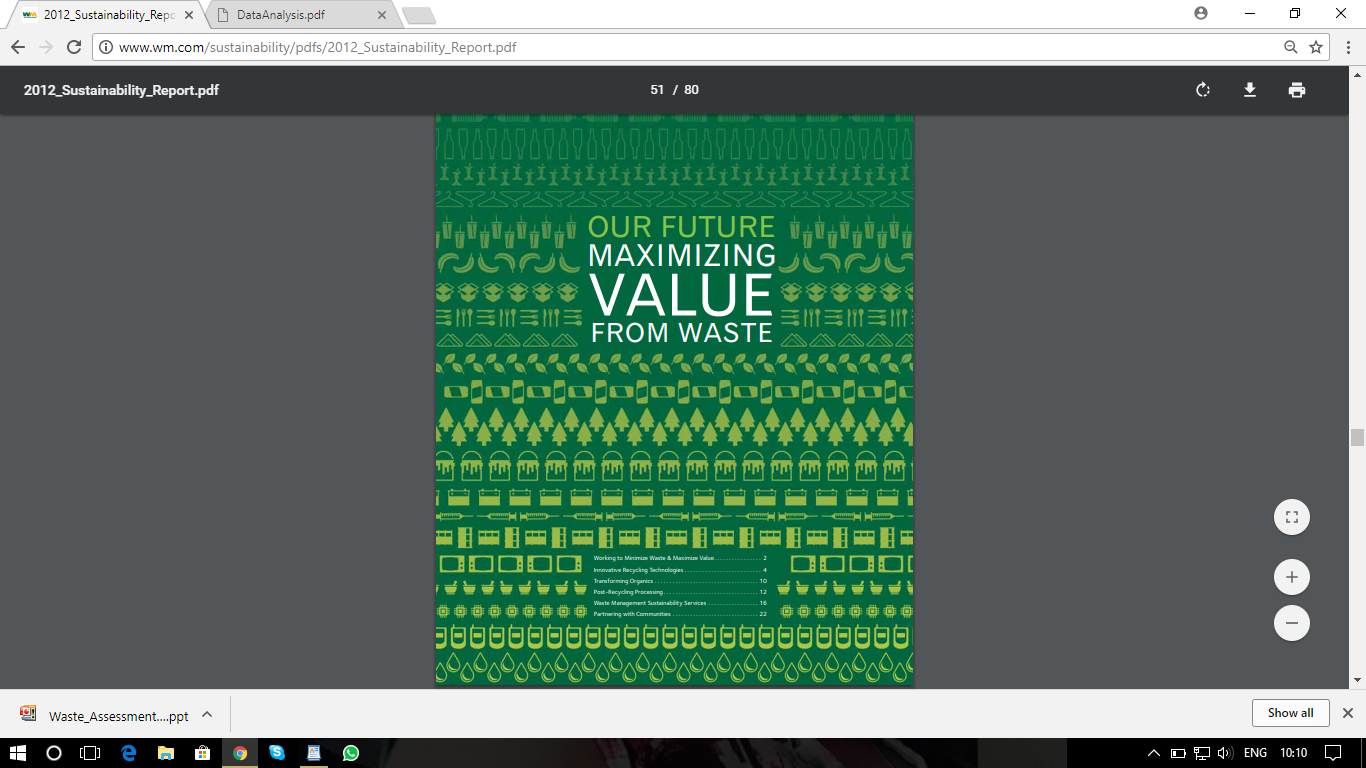 2012_Sustainability_Repo
DataAnalysis.pdf
www.wm.com/sustainability/pdfs/2012_Sustainability_Report.pdf
2012_Sustainability_Report.pdf
51 / 80
OUR FUTURE
MAXIMIZING
VALUE
FROM WASTE
Working to Minimize Waste & Maximize Value . . . . . . . . . . . . . . . 2
Innovative Recycling Technologies . . . . . . . . . . . . . . . . . . . . . . . . 4
Transforming Organics . . . . . . . . . . . . . . . . . . . . . . . . . . . . . . . . . 10
Post-Recycling Processing . . . . . . . . . . . . . . . . . . . . . . . . . . . . . . 12
Waste Management Sustainability Services . . . . . . . . . . . . . . . . 16
Partnering with Communities . . . . . . . . . . . . . . . . . . . . . . . . . . . 22
Waste_Assessment....ppt
Show all
ENG
10:10